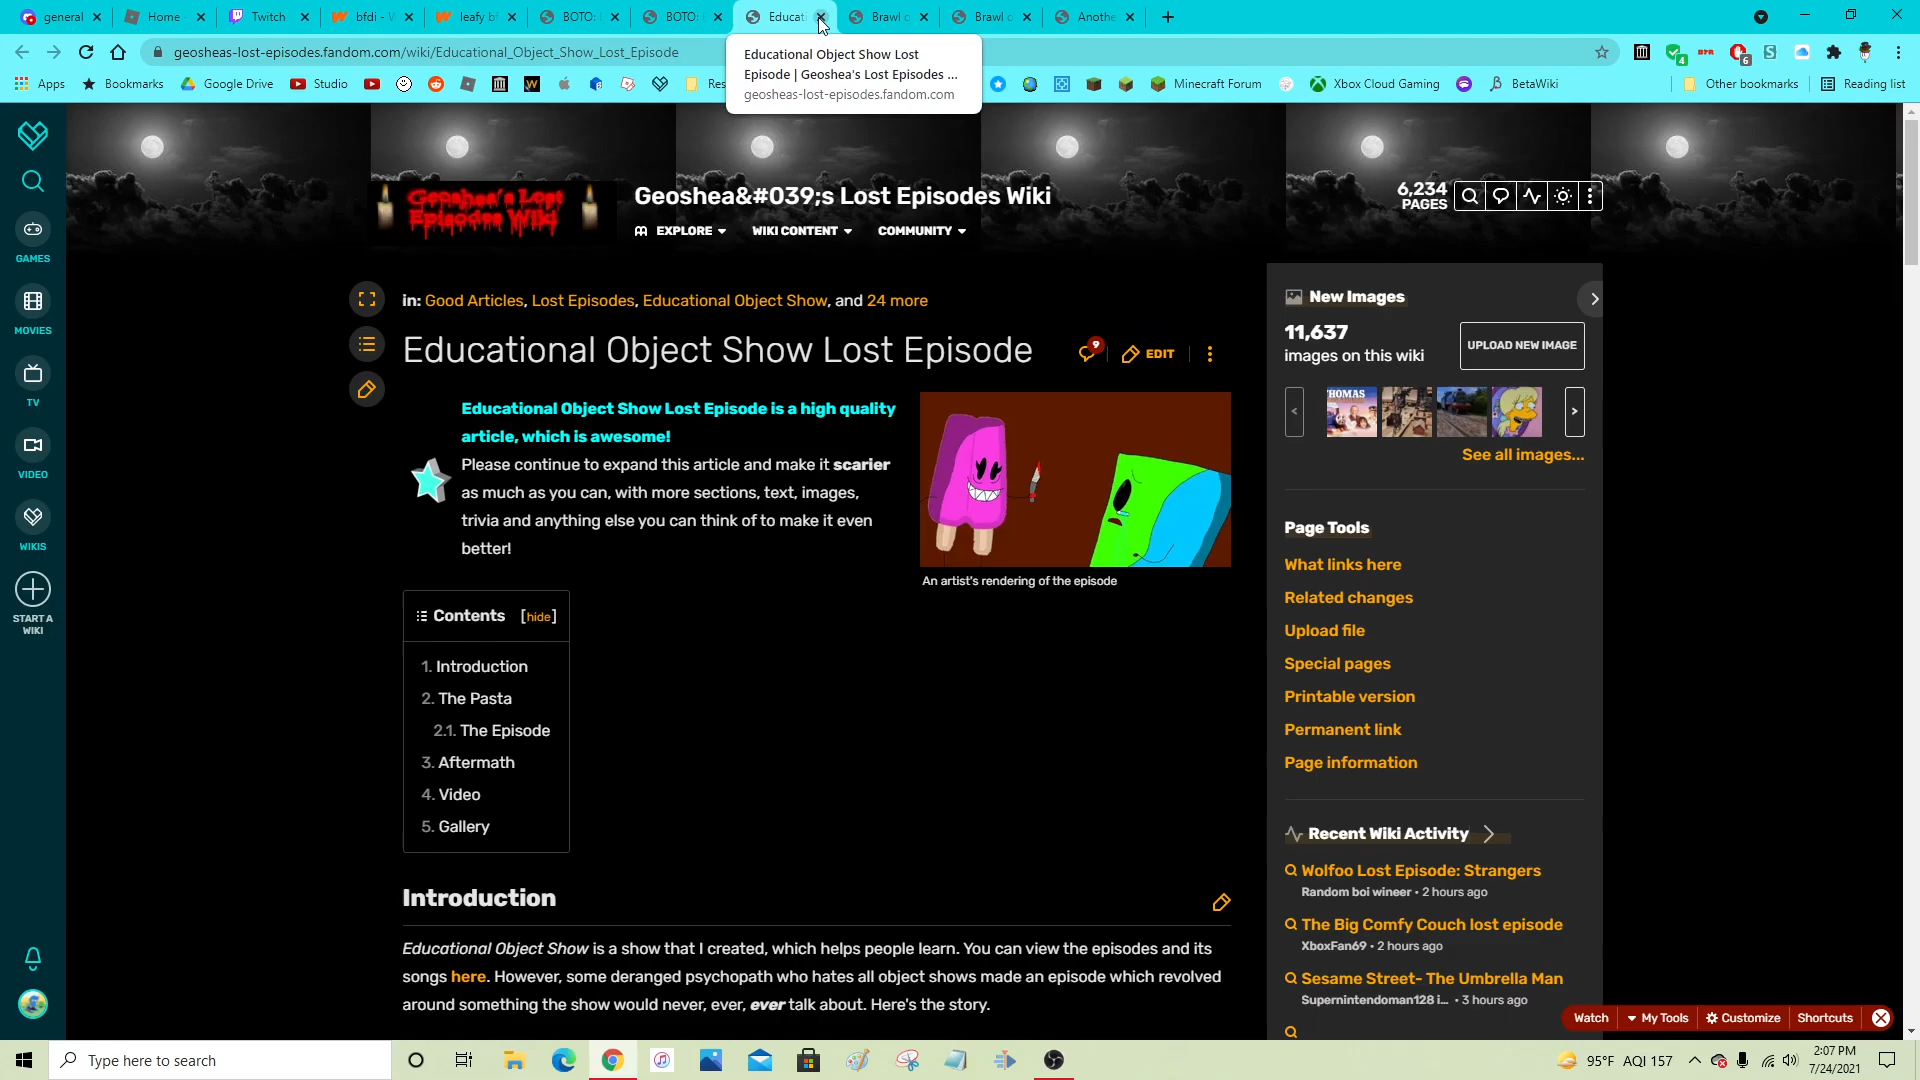 general
Home
Twitch
bfdi - W
leafy bf
BOTO:
BOTO:
Educati
Brawl o
Brawl o
Anothe
geosheas-lost-episodes.fandom.com/wiki/Educational_Object_Show_Lost_Episode
4
6
Educational Object Show Lost
Episode | Geoshea's Lost Episodes ...
geosheas-lost-episodes.fandom.com
Apps
Bookmarks
Google Drive
Studio
Res
Minecraft Forum
Xbox Cloud Gaming
BetaWiki
Other bookmarks
Reading list
GAMES
MOVIES
TV
VIDEO
WIKIS
START A
WIKI
Geoshea's Lost
Episodes Wiki
Geoshea&#039;s Lost Episodes Wiki
EXPLORE
WIKI CONTENT
COMMUNITY
6,234
PAGES
in: Good Articles, Lost Episodes, Educational Object Show, and 24 more
Educational Object Show Lost Episode
9
EDIT
Educational Object Show Lost Episode is a high quality
article, which is awesome!
Please continue to expand this article and make it scarier
as much as you can, with more sections, text, images,
trivia and anything else you can think of to make it even
better!
An artist's rendering of the episode
Contents [hide]
1. Introduction
2. The Pasta
2.1. The Episode
3. Aftermath
4. Video
5. Gallery
Introduction
Educational Object Show is a show that I created, which helps people learn. You can view the episodes and its
songs here. However, some deranged psychopath who hates all object shows made an episode which revolved
around something the show would never, ever, ever talk about. Here's the story.
New Images
11,637
images on this wiki
UPLOAD NEW IMAGE
THOMAS
See all images...
Page Tools
What links here
Related changes
Upload file
Special pages
Printable version
Permanent link
Page information
Recent Wiki Activity
Wolfoo Lost Episode: Strangers
Random boi wineer • 2 hours ago
The Big Comfy Couch lost episode
XboxFan69 • 2 hours ago
Sesame Street- The Umbrella Man
Supernintendoman128 i... • 3 hours ago
Watch
My Tools
Customize
Shortcuts
Type here to search
95°F AQI 157
2:07 PM
7/24/2021